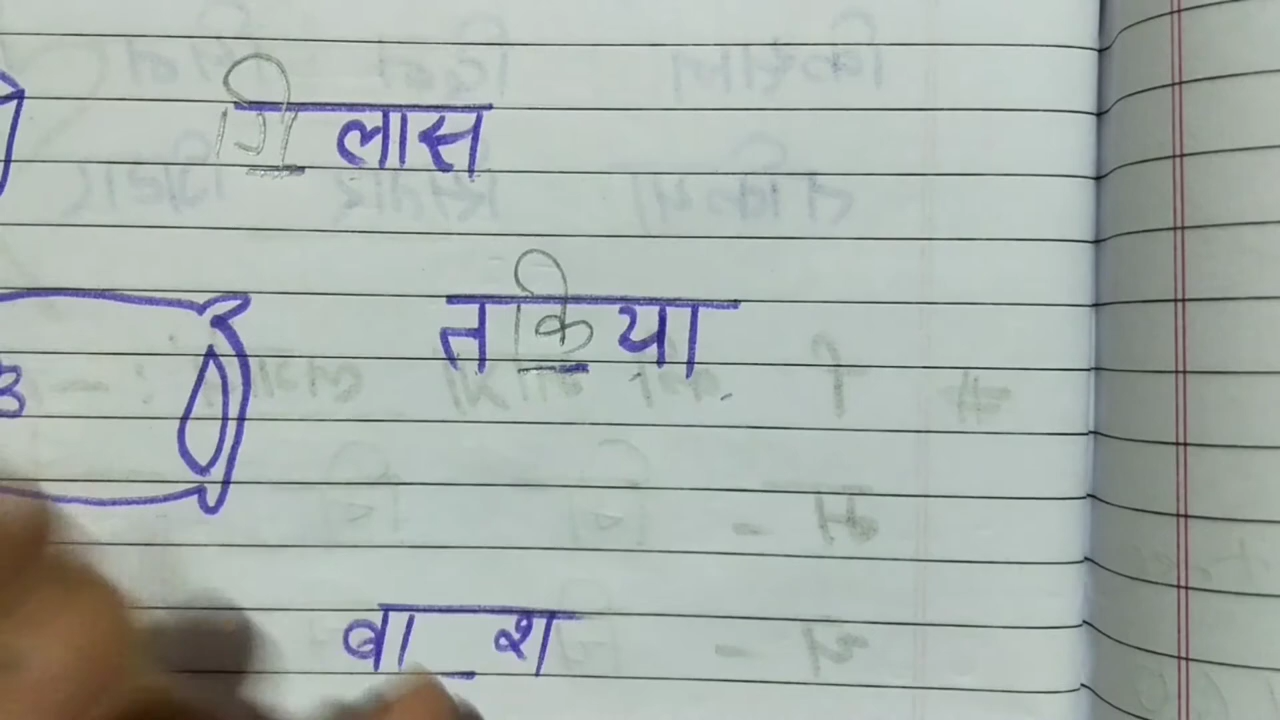 गिलास
तकिया
बा _ श